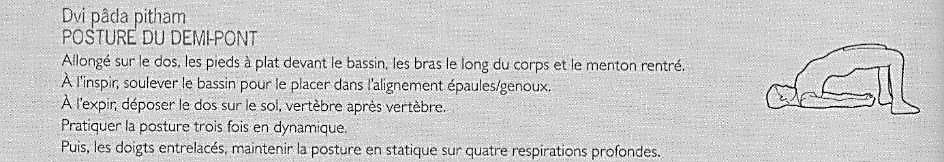 Dvi pâda pitham
POSTURE DU DEMI-PONT
Allongé sur le dos, les pieds à plat devant le bassin, les bras le long du corps et le menton rentré.
À l'inspir, soulever le bassin pour le placer dans l'alignement épaules/genoux.
À l'expir, déposer le dos sur le sol, vertèbre après vertèbre.
Pratiquer la posture trois fois en dynamique.
Puis, les doigts entrelacés, maintenir la posture en statique sur quatre respirations profondes.